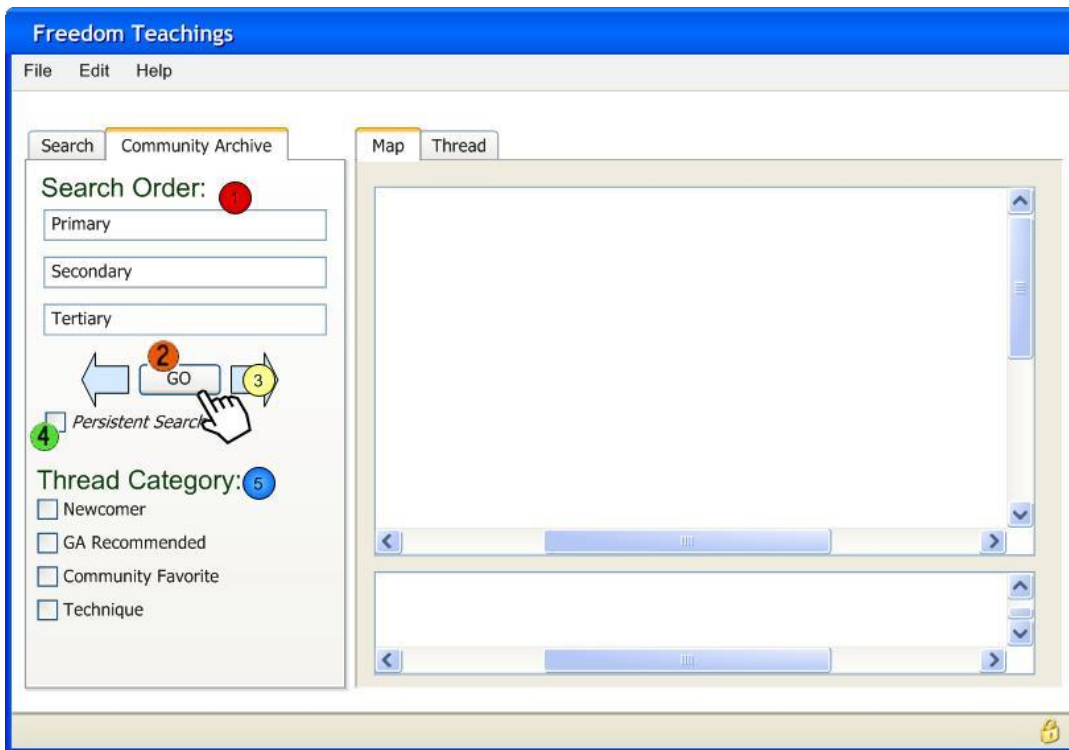 Freedom Teachings
File Edit Help
Search Community Archive
Search Order: 1
Primary
Secondary
Tertiary
2
GO 3
4 Persistent Search
Thread Category: 5
Newcomer
GA Recommended
Community Favorite
Technique
Map Thread